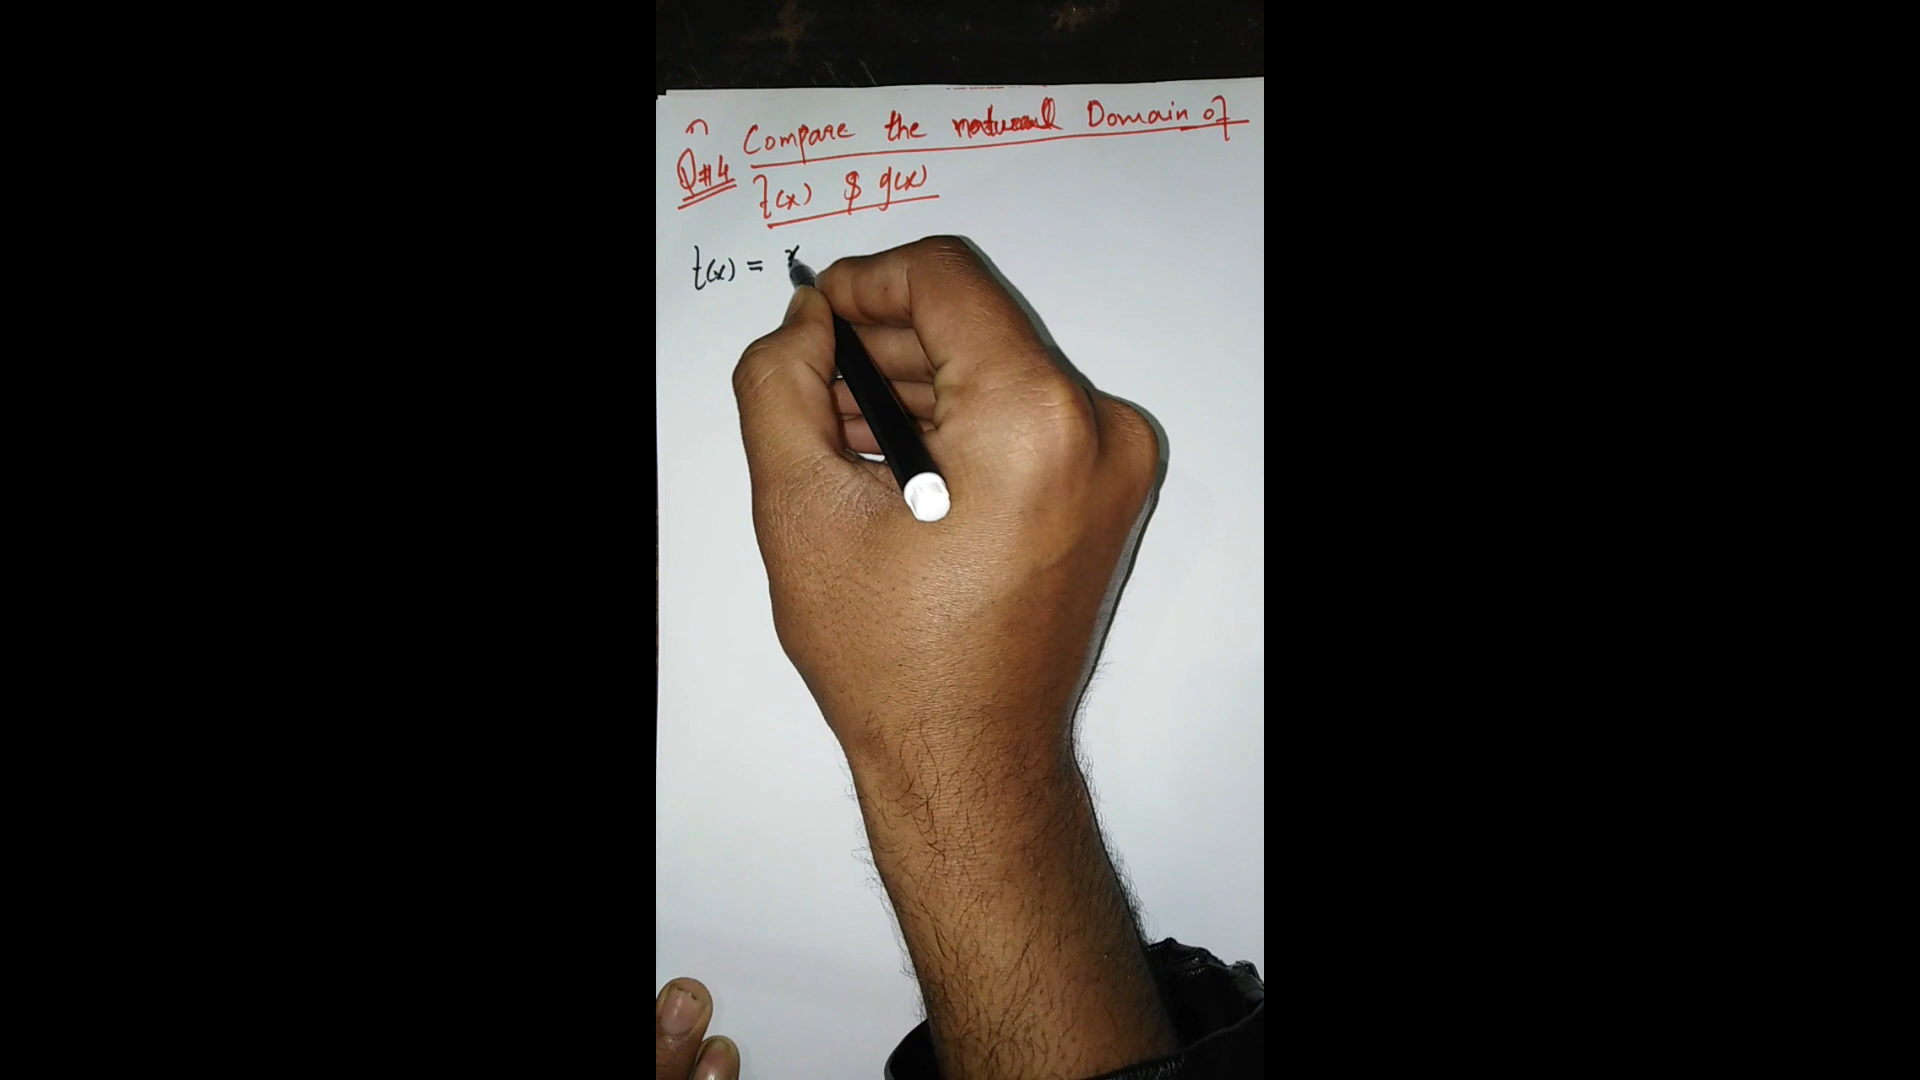 Compare the natural Domain of
Q#4 f(x) $ g(x)
f(x) = x